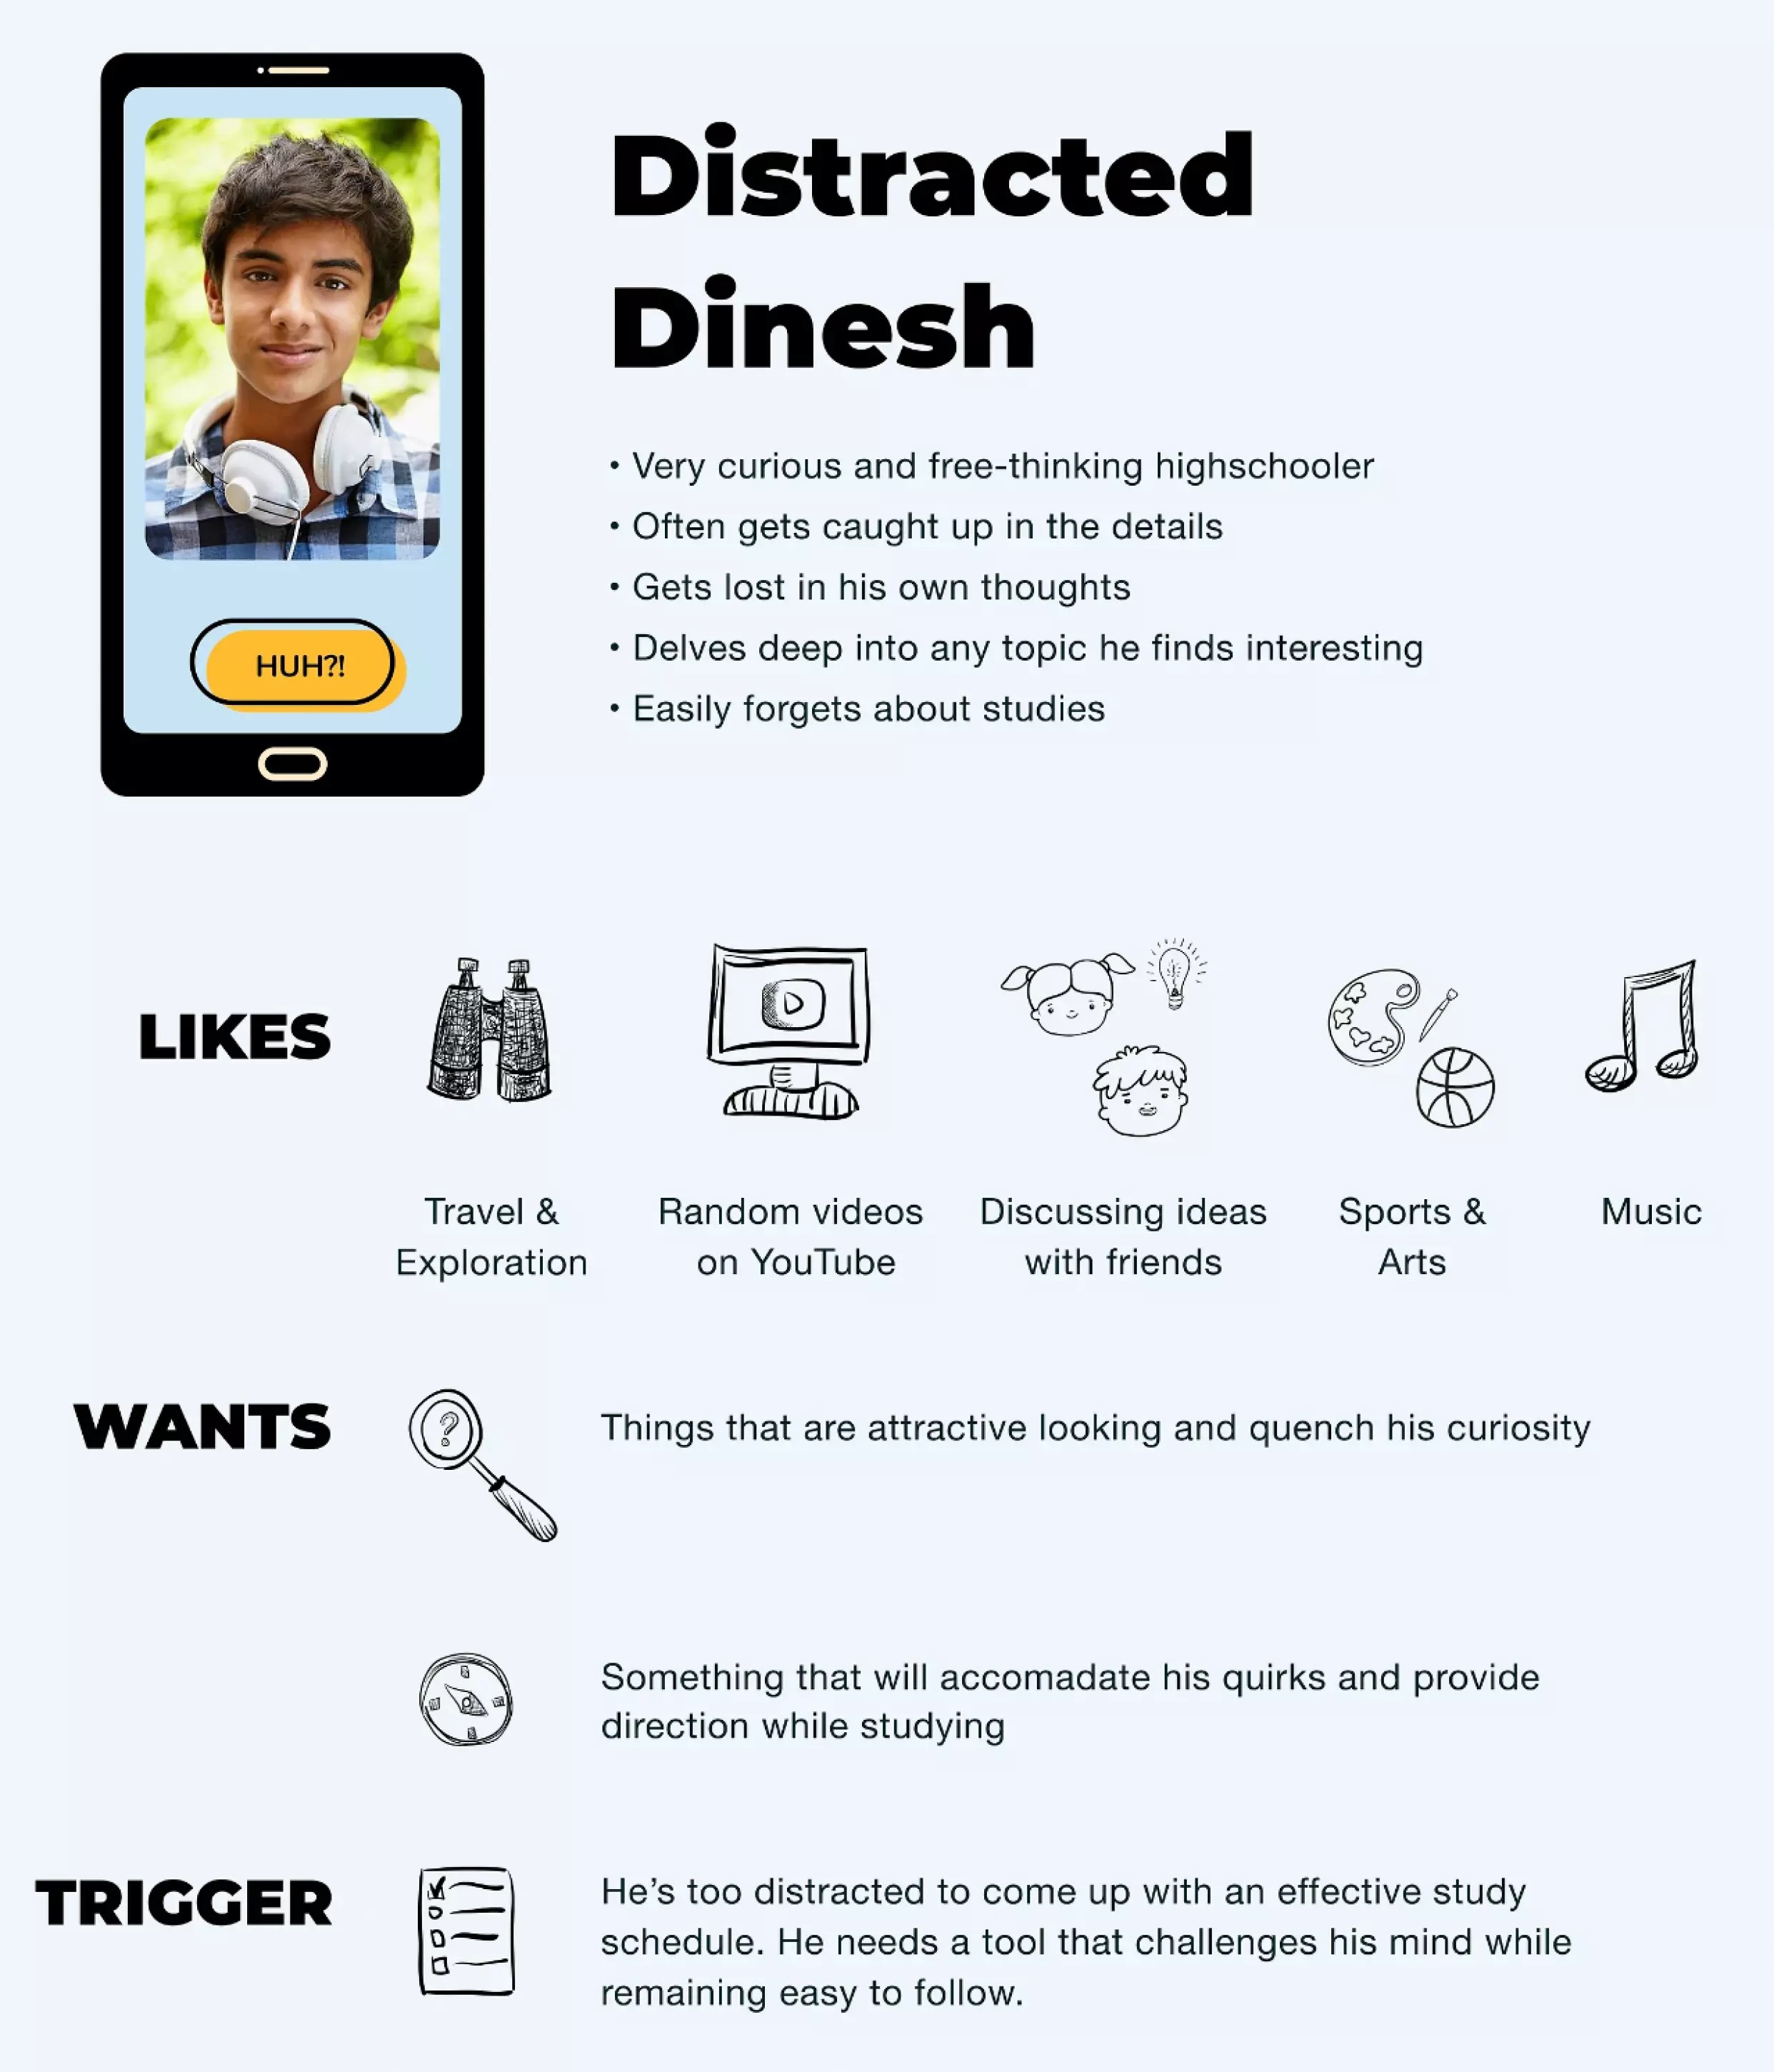 Distracted
Dinesh
HUH?!
• Very curious and free-thinking highschooler
• Often gets caught up in the details
• Gets lost in his own thoughts
• Delves deep into any topic he finds interesting
• Easily forgets about studies
LIKES
Travel &
Exploration
Random videos
on YouTube
Discussing ideas
with friends
Sports &
Arts
Music
WANTS
?
Things that are attractive looking and quench his curiosity
Something that will accomadate his quirks and provide
direction while studying
TRIGGER
He's too distracted to come up with an effective study
schedule. He needs a tool that challenges his mind while
remaining easy to follow.